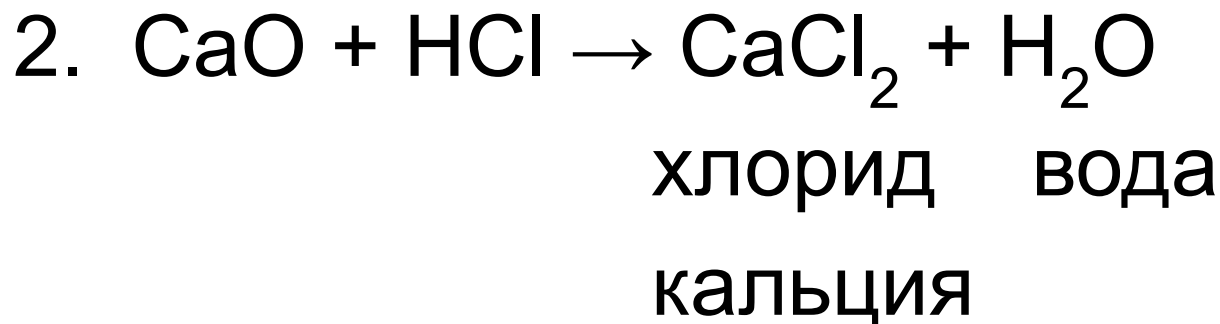 2. CaO + HCl → CaCl₂ + H₂O
хлорид вода
кальция